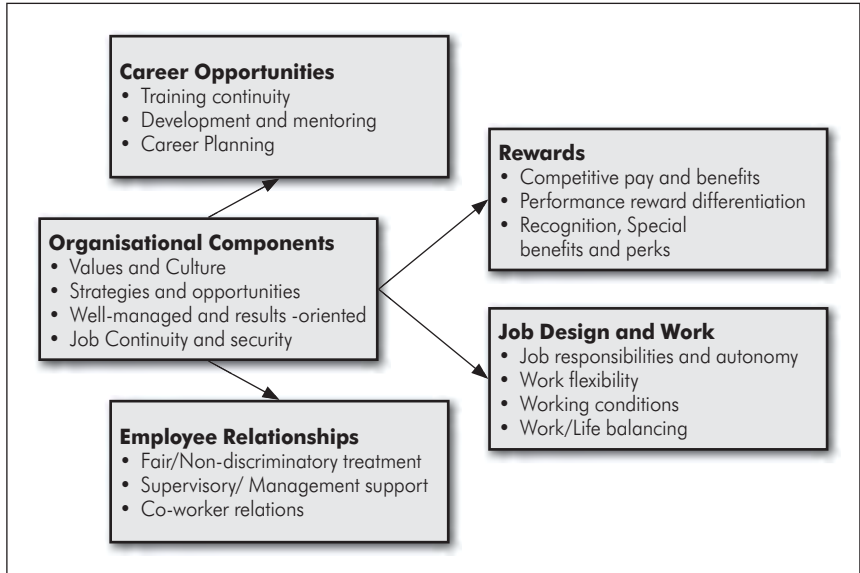 Career Opportunities
• Training continuity
• Development and mentoring
• Career Planning
Rewards
• Competitive pay and benefits
• Performance reward differentiation
• Recognition, Special
benefits and perks
Organisational Components
• Values and Culture
• Strategies and opportunities
• Well-managed and results -oriented
• Job Continuity and security
Job Design and Work
• Job responsibilities and autonomy
• Work flexibility
• Working conditions
• Work/Life balancing
Employee Relationships
• Fair/Non-discriminatory treatment
• Supervisory/ Management support
• Co-worker relations